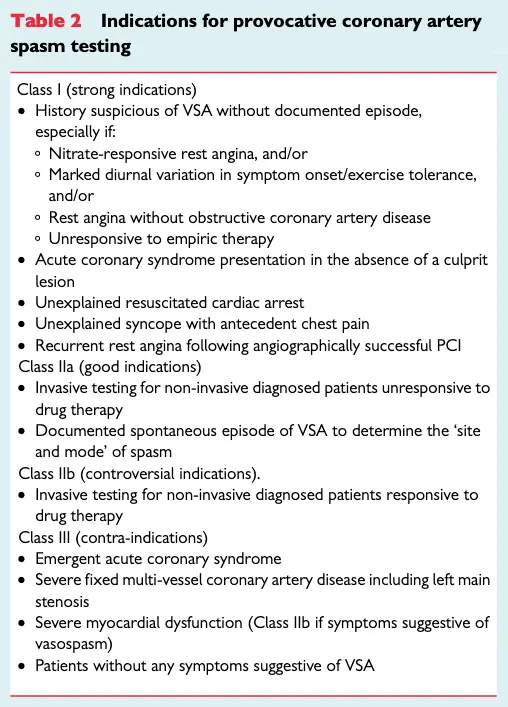 Table 2 Indications for provocative coronary artery
spasm testing
Class I (strong indications)
• History suspicious of VSA without documented episode,
especially if:
○ Nitrate-responsive rest angina, and/or
○ Marked diurnal variation in symptom onset/exercise tolerance,
and/or
○ Rest angina without obstructive coronary artery disease
○ Unresponsive to empiric therapy
• Acute coronary syndrome presentation in the absence of a culprit
lesion
• Unexplained resuscitated cardiac arrest
• Unexplained syncope with antecedent chest pain
• Recurrent rest angina following angiographically successful PCI
Class IIa (good indications)
• Invasive testing for non-invasive diagnosed patients unresponsive to
drug therapy
• Documented spontaneous episode of VSA to determine the ‘site
and mode’ of spasm
Class IIb (controversial indications).
• Invasive testing for non-invasive diagnosed patients responsive to
drug therapy
Class III (contra-indications)
• Emergent acute coronary syndrome
• Severe fixed multi-vessel coronary artery disease including left main
stenosis
• Severe myocardial dysfunction (Class IIb if symptoms suggestive of
vasospasm)
• Patients without any symptoms suggestive of VSA